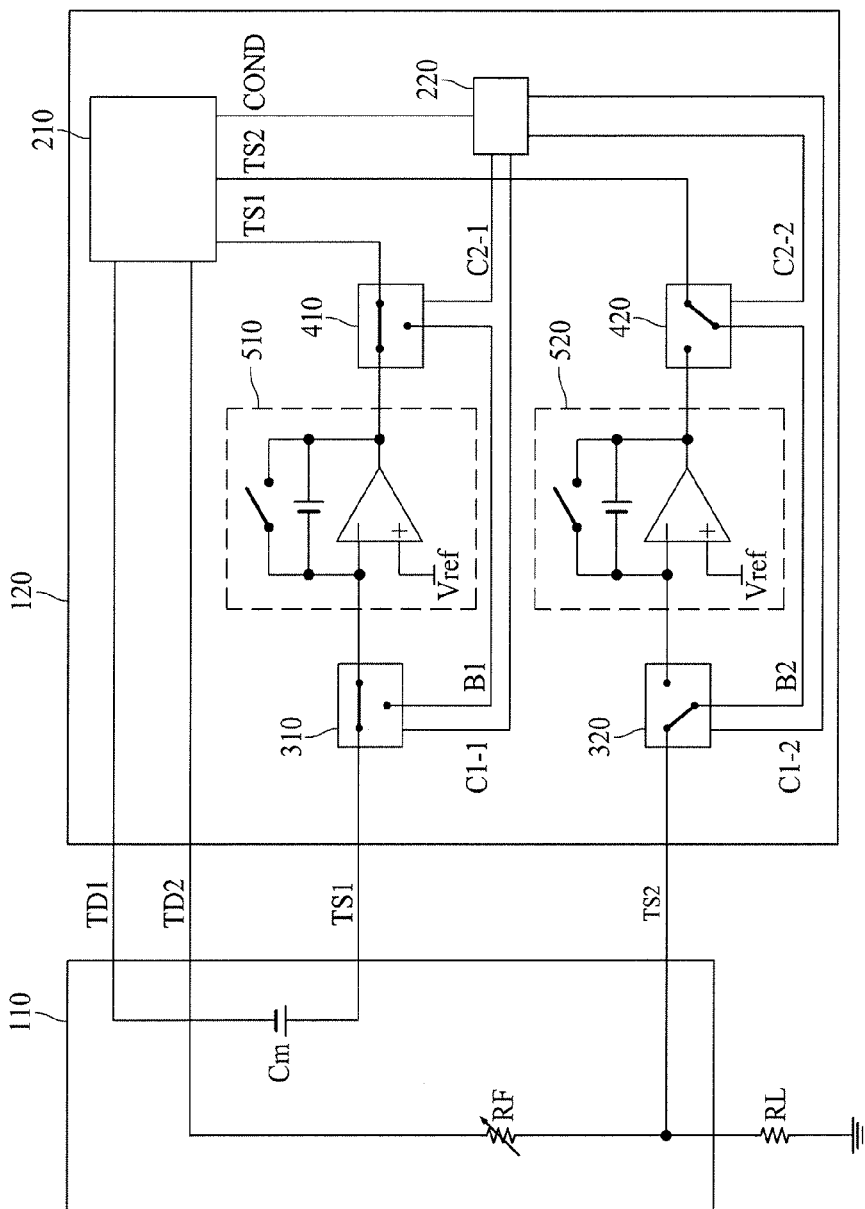 110
120
TD1
TD2
210
TS1
TS2
COND
220
Cm
TS1
310
510
Vref
+
410
C1-1
B1
C2-1
RF
RL
TS2
320
520
Vref
+
420
C1-2
B2
C2-2